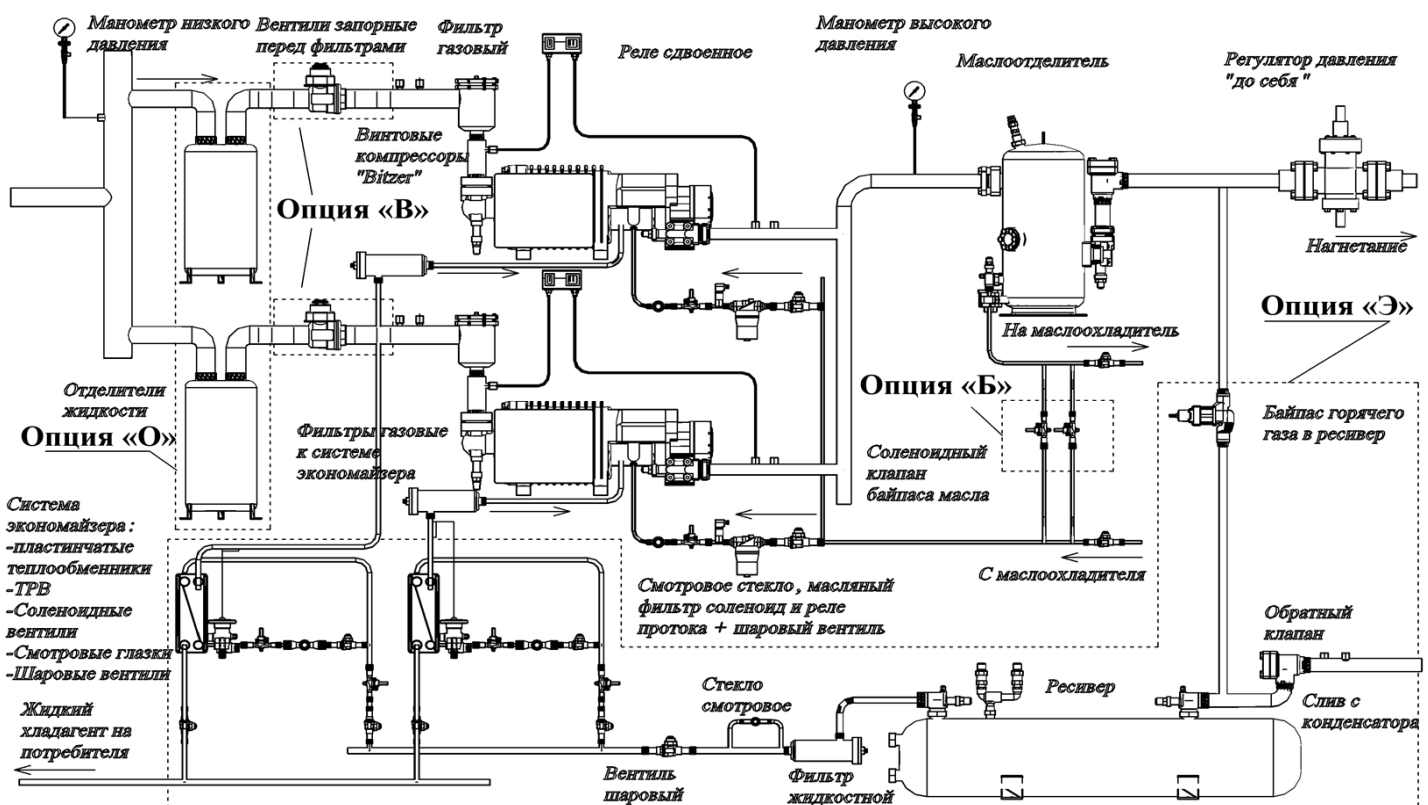 Манометр низкого
давления
Вентили запорные
перед фильтрами
Фильтр
газовый
Реле сдвоенное
Манометр высокого
давления
Маслоотделитель
Регулятор давления
"до себя "
Винтовые
компрессоры
"Bitzer"
Опция «В»
Нагнетание
Опция «Э»
На маслоохладитель
Отделители
жидкости
Опция «О»
Опция «Б»
Байпас горячего
газа в ресивер
Фильтры газовые
к системе
экономайзера
Соленоидный
клапан
байпаса масла
Система
экономайзера :
-пластинчатые
теплообменники
-ТРВ
-Соленоидные
вентили
-Смотровые глазки
-Шаровые вентили
С маслоохладителя
Смотровое стекло , масляный
фильтр соленоид и реле
протока + шаровый вентиль
Обратный
клапан
Стекло
смотровое
Ресивер
Слив с
конденсатора
Жидкий
хладагент на
потребителя
Вентиль
шаровый
Фильтр
жидкостной